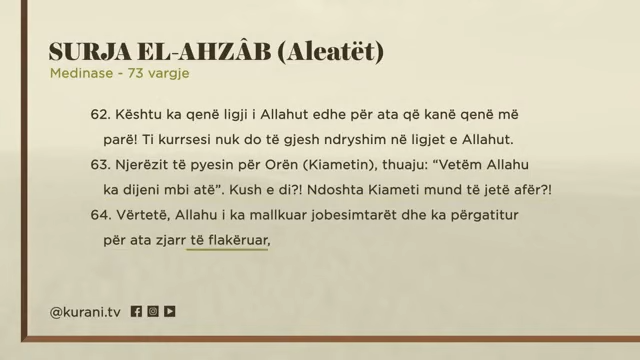 SURJA EL-AHZÂB (Aleatët)
Medinase - 73 vargje
62. Kështu ka qenë ligji i Allahut edhe për ata që kanë qenë më
parë! Ti kurrsesi nuk do të gjesh ndryshim në ligjet e Allahut.
63. Njerëzit të pyesin për Orën (Kiametin), thuaju: “Vetëm Allahu
ka dijeni mbi atë”. Kush e di?! Ndoshta Kiameti mund të jetë afër?!
64. Vërtetë, Allahu i ka mallkuar jobesimtarët dhe ka përgatitur
për ata zjarr të flakëruar,
@kurani.tv